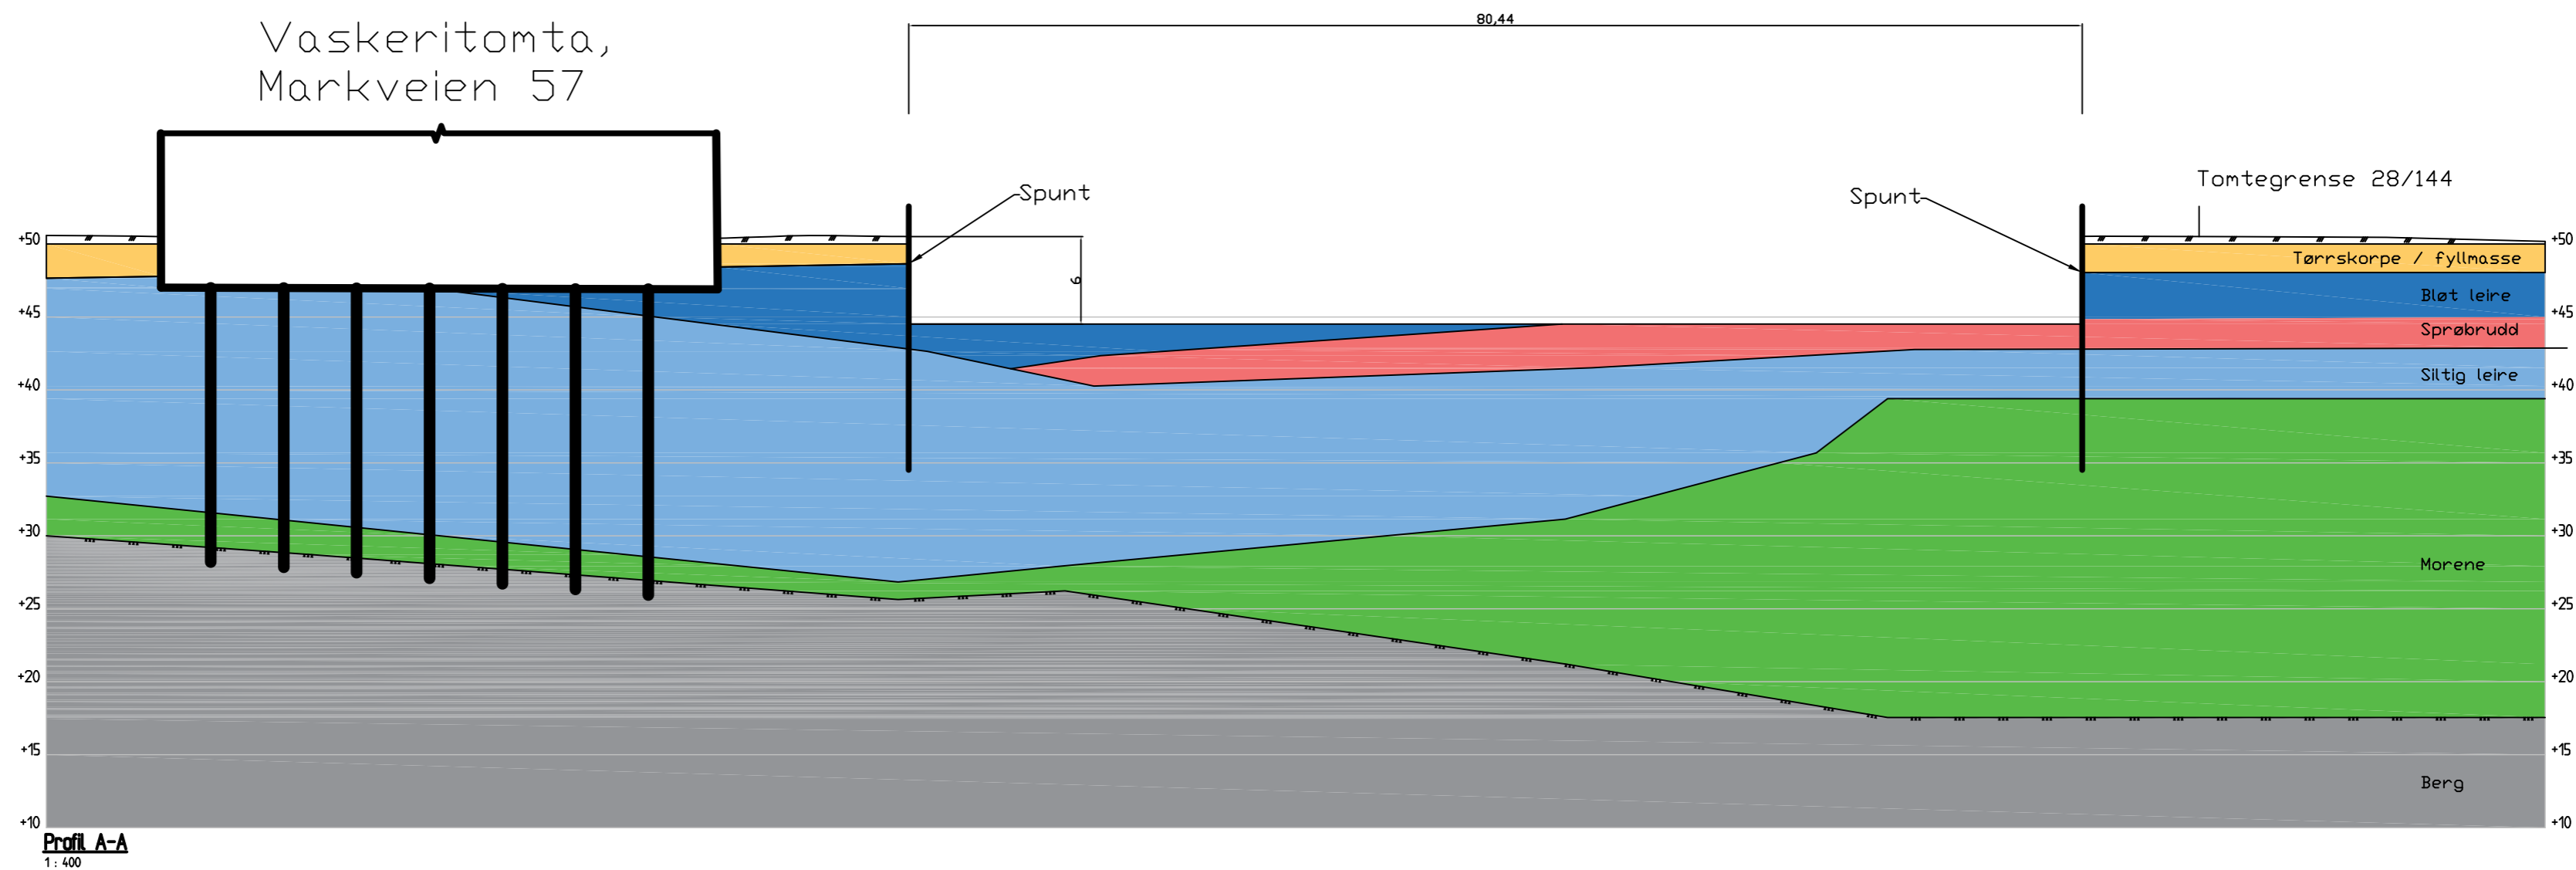 80,44
Vaskeritomta,
Markveien 57
Spunt
Spunt
Tomtegrense 28/144
+50
+50
Tørrskorpe / fyllmasse
6
Bløt leire
+45
+45
Sprøbrudd
Siltig leire
+40
+40
+35
+35
+30
+30
Morene
+25
+25
+20
+20
+15
+15
Berg
+10
+10
Profil A-A
1 : 400